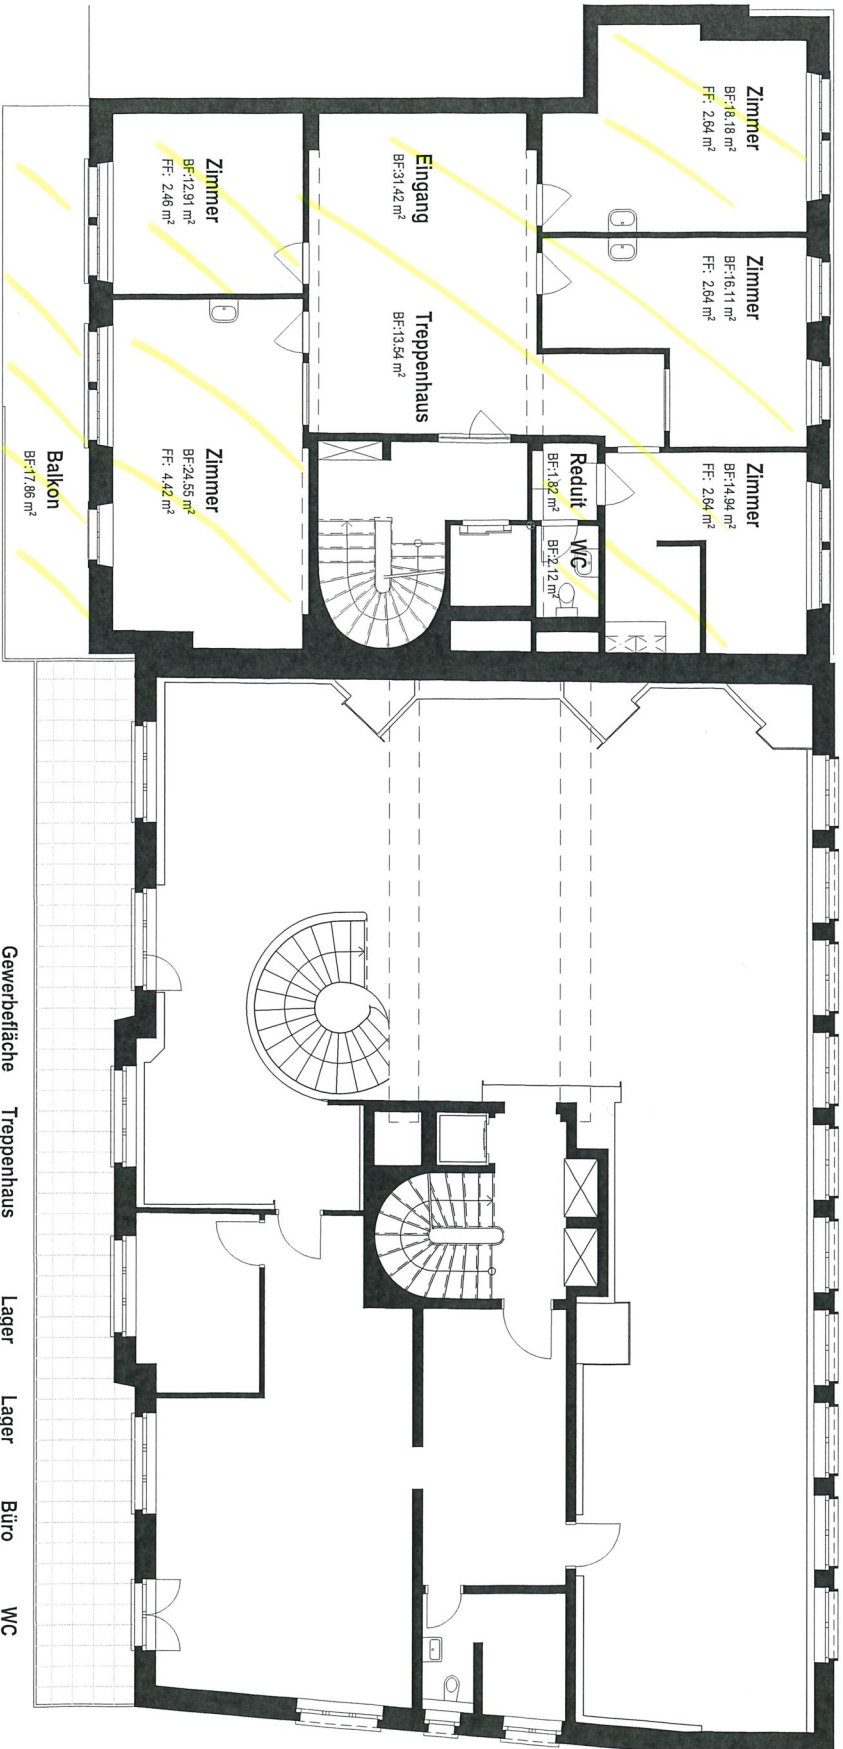 Zimmer
BF:18.18 m²
FF: 2.64 m²
Zimmer
BF:16.11 m²
FF: 2.64 m²
Zimmer
BF:14.94 m²
FF: 2.64 m²
Eingang
BF:31.42 m²
Treppenhaus
BF:13.54 m²
Reduit
BF:1.82 m²
WC
BF:2.12 m²
Zimmer
BF:12.91 m²
FF: 2.46 m²
Zimmer
BF:24.55 m²
FF: 4.42 m²
Balkon
BF:17.86 m²
Gewerbefläche Treppenhaus Lager Lager Büro WC